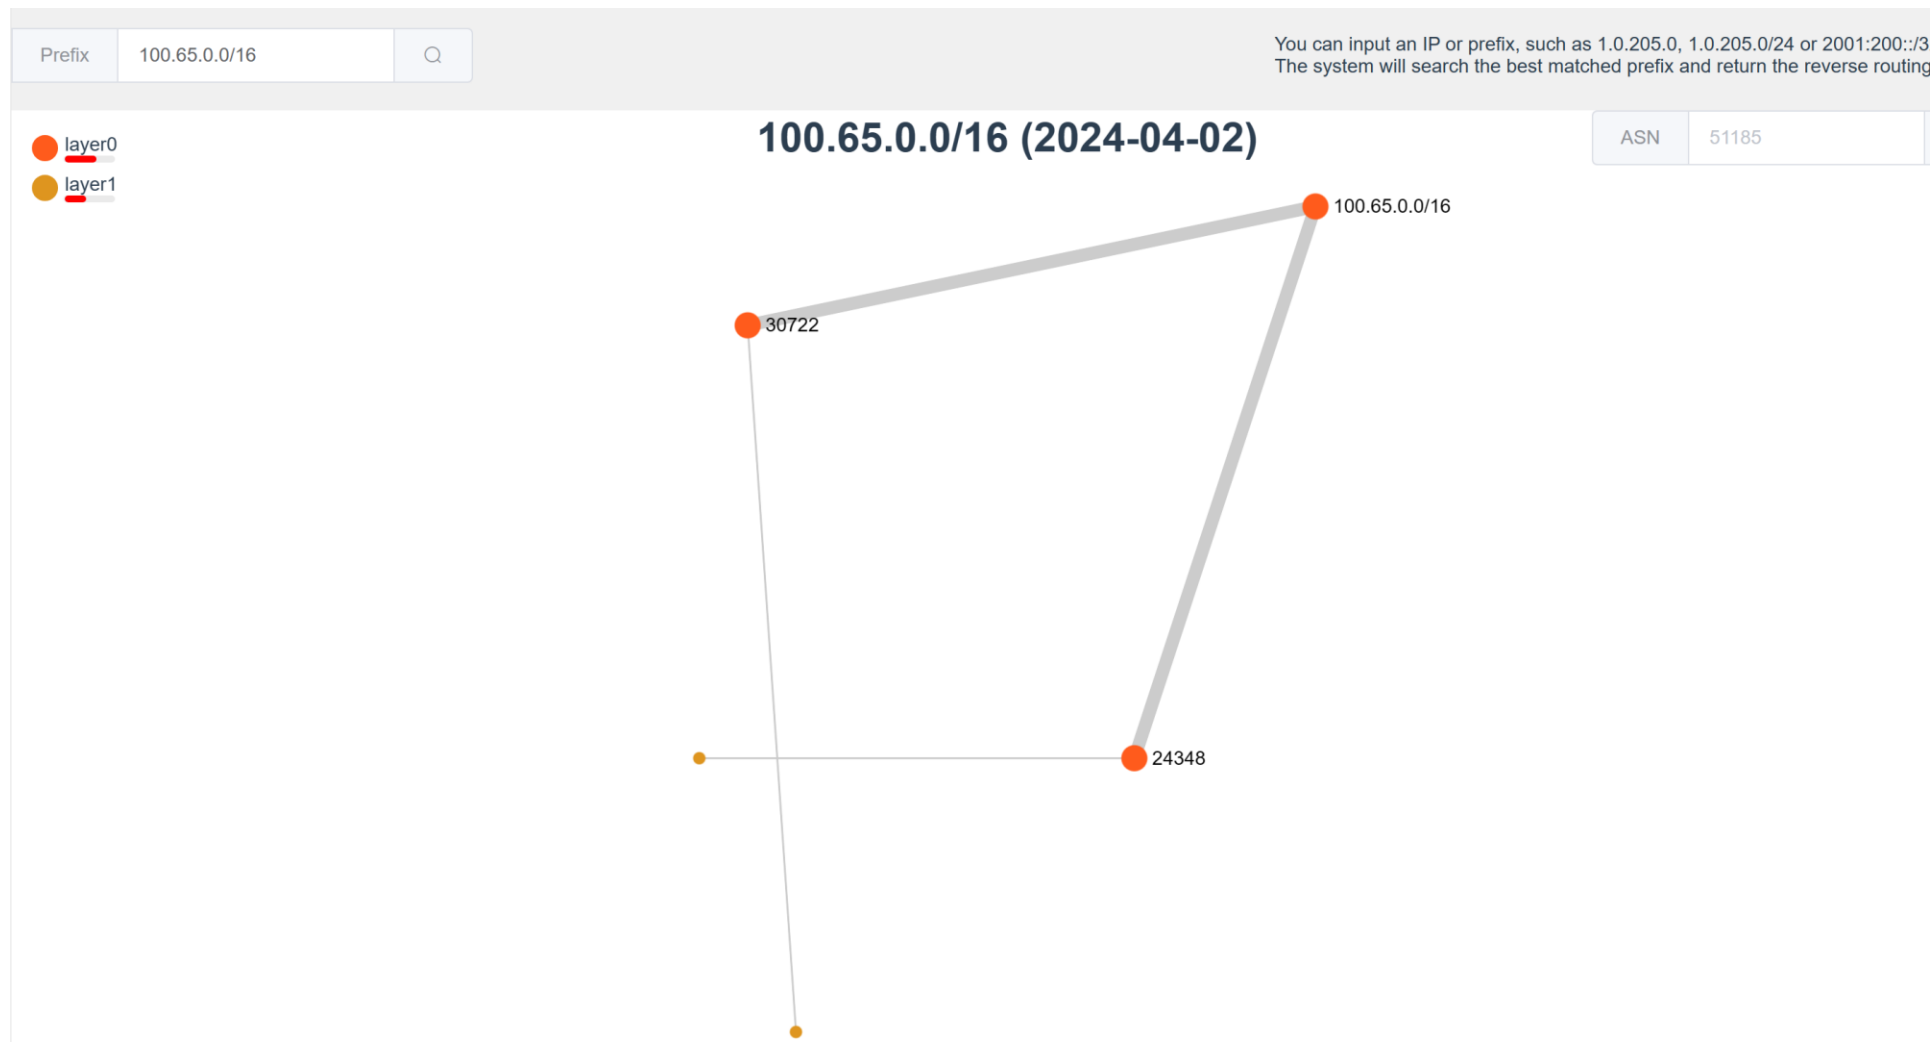 Prefix 100.65.0.0/16
You can input an IP or prefix, such as 1.0.205.0, 1.0.205.0/24 or 2001:200::/3
The system will search the best matched prefix and return the reverse routing
layer0
layer1
100.65.0.0/16 (2024-04-02)
ASN 51185
100.65.0.0/16
30722
24348